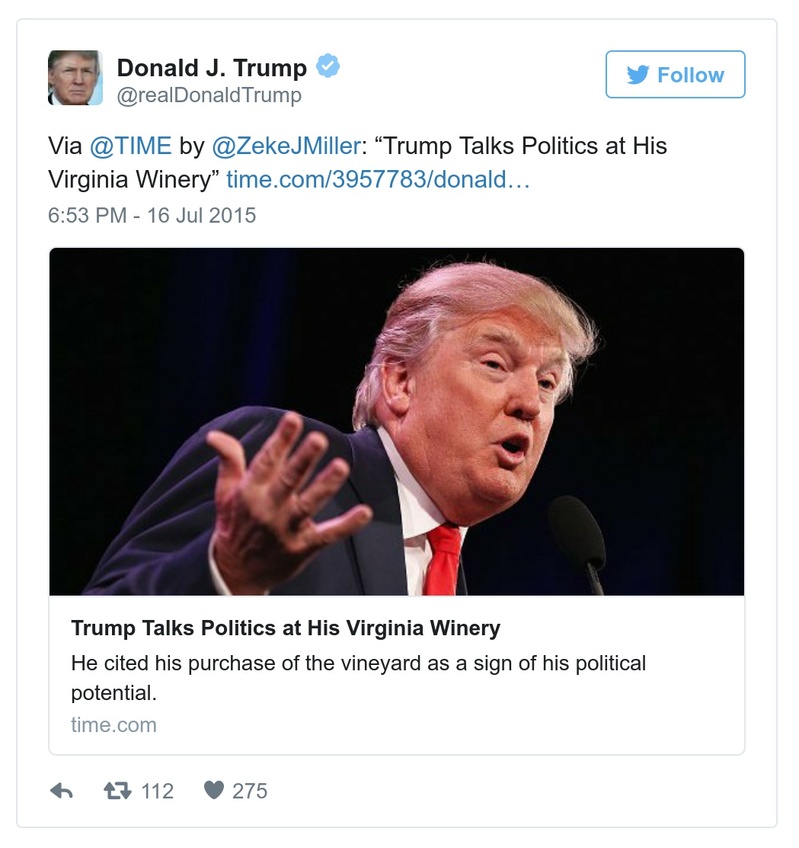 Donald J. Trump
@realDonaldTrump
Follow
Via @TIME by @ZekeJMiller: “Trump Talks Politics at His
Virginia Winery” time.com/3957783/donald…
6:53 PM - 16 Jul 2015
Trump Talks Politics at His Virginia Winery
He cited his purchase of the vineyard as a sign of his political
potential.
time.com
112 275